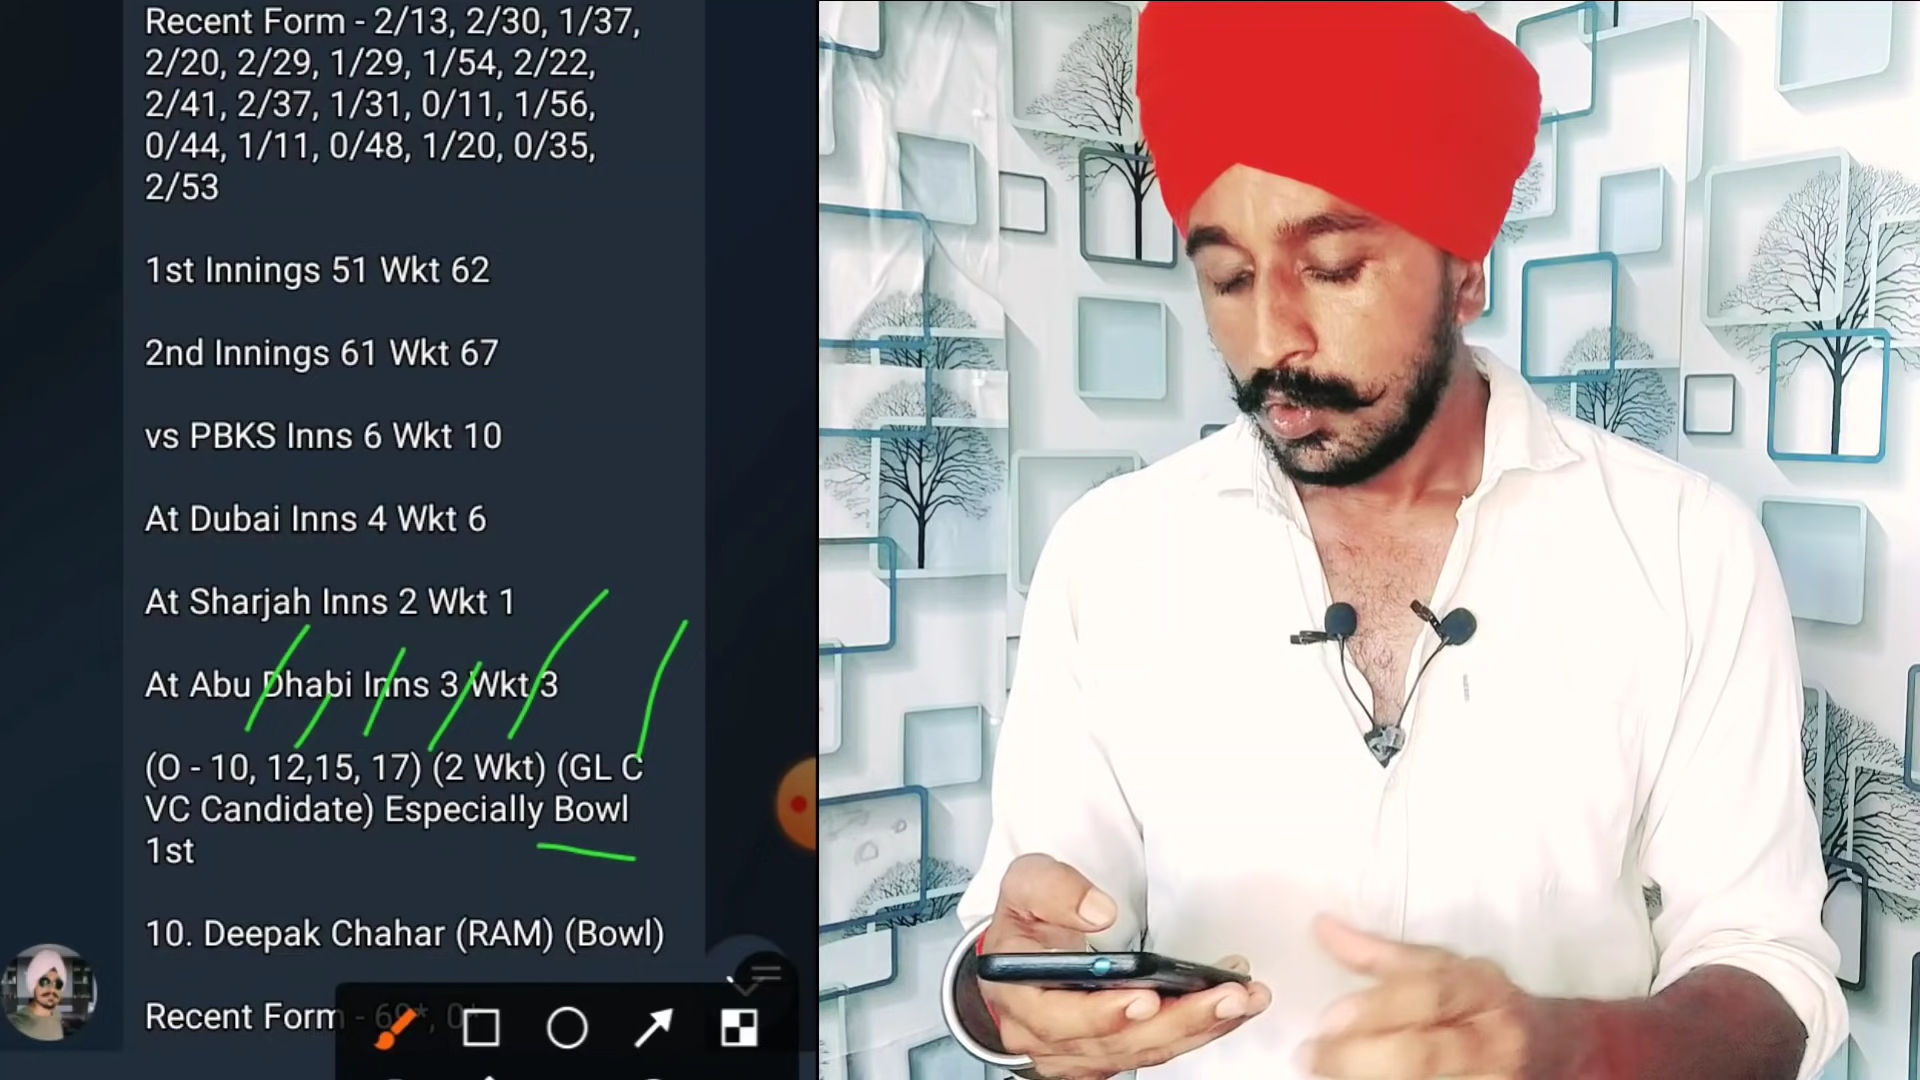 Recent Form - 2/13, 2/30, 1/37,
2/20, 2/29, 1/29, 1/54, 2/22,
2/41, 2/37, 1/31, 0/11, 1/56,
0/44, 1/11, 0/48, 1/20, 0/35,
2/53
1st Innings 51 Wkt 62
2nd Innings 61 Wkt 67
vs PBKS Inns 6 Wkt 10
At Dubai Inns 4 Wkt 6
At Sharjah Inns 2 Wkt 1
At Abu Dhabi Inns 3 Wkt 3
(O - 10, 12,15, 17) (2 Wkt) (GL C
VC Candidate) Especially Bowl
1st
10. Deepak Chahar (RAM) (Bowl)
Recent Form -